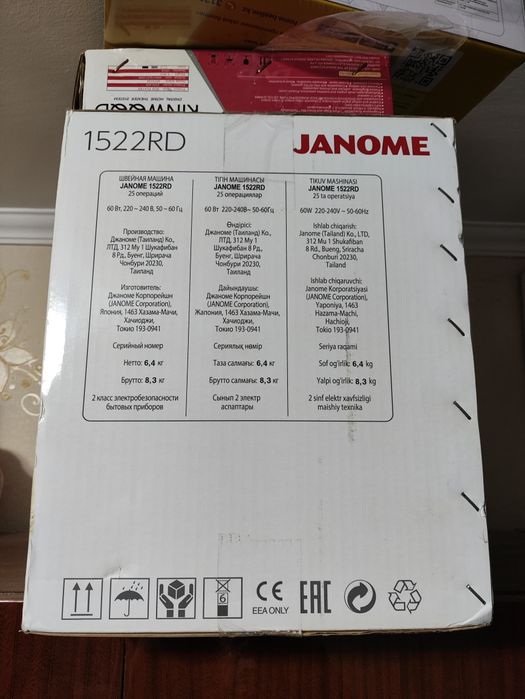 KINWOOD
1522RD
JANOME
ШВЕЙНАЯ МАШИНА
JANOME 1522RD
25 операций
60 Вт, 220 – 240 В, 50 – 60 Гц
Производство:
Джаноме (Таиланд) Ко.,
ЛТД, 312 Му 1 Шукафибан
8 Рд., Буенг, Шрирача
Чонбури 20230,
Таиланд
Изготовитель:
Джаноме Корпорейшн
(JANOME Corporation),
Япония, 1463 Хазама-Мачи,
Хачиоджи,
Токио 193-0941
Серийный номер
Нетто: 6,4 кг
Брутто: 8,3 кг
2 класс электробезопасности
бытовых приборов
ТІГІН МАШИНАСЫ
JANOME 1522RD
25 операциялар
60 Вт 220-240В~ 50-60Гц
Өндірісі:
Джаноме (Таиланд) Ко.,
ЛТД, 312 Му 1
Шукафибан 8 Рд.,
Буенг, Шрирача
Чонбури 20230,
Таиланд
Дайындаушы:
Джаноме Корпорейшн
(JANOME Corporation),
Жапония, 1463 Хазама-Мачи,
Хачиоджи,
Токио 193-0941
Сериялық нөмір
Таза салмағы: 6,4 кг
Брутто салмағы: 8,3 кг
Сынып 2 электр
аспаптары
TIKUV MASHINASI
JANOME 1522RD
25 ta operatsiya
60W 220-240V ~ 50-60Hz
Ishlab chiqarish:
Janome (Tailand) Ko., LTD,
312 Mu 1 Shukafiban
8 Rd., Bueng, Sriracha
Chonburi 20230,
Tailand
Ishlab chiqaruvchi:
Janome Korporatsiyasi
(JANOME Corporation),
Yaponiya, 1463
Hazama-Machi,
Hachioji,
Tokio 193-0941
Seriya raqami
Sof og'irlik: 6,4 kg
Yalpi og'irlik: 8,3 kg
2 sinf elektr xavfsizligi
maishiy texnika
6
CE
EEA ONLY
EAC